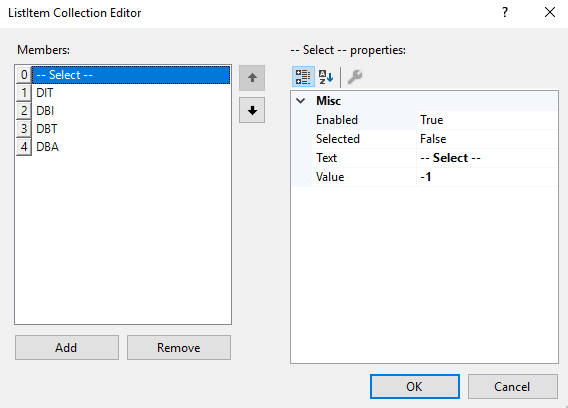 ListItem Collection Editor
?
Members:
0 -- Select --
1 DIT
2 DBI
3 DBT
4 DBA
Add
Remove
-- Select -- properties:
Misc
Enabled True
Selected False
Text -- Select --
Value -1
OK
Cancel